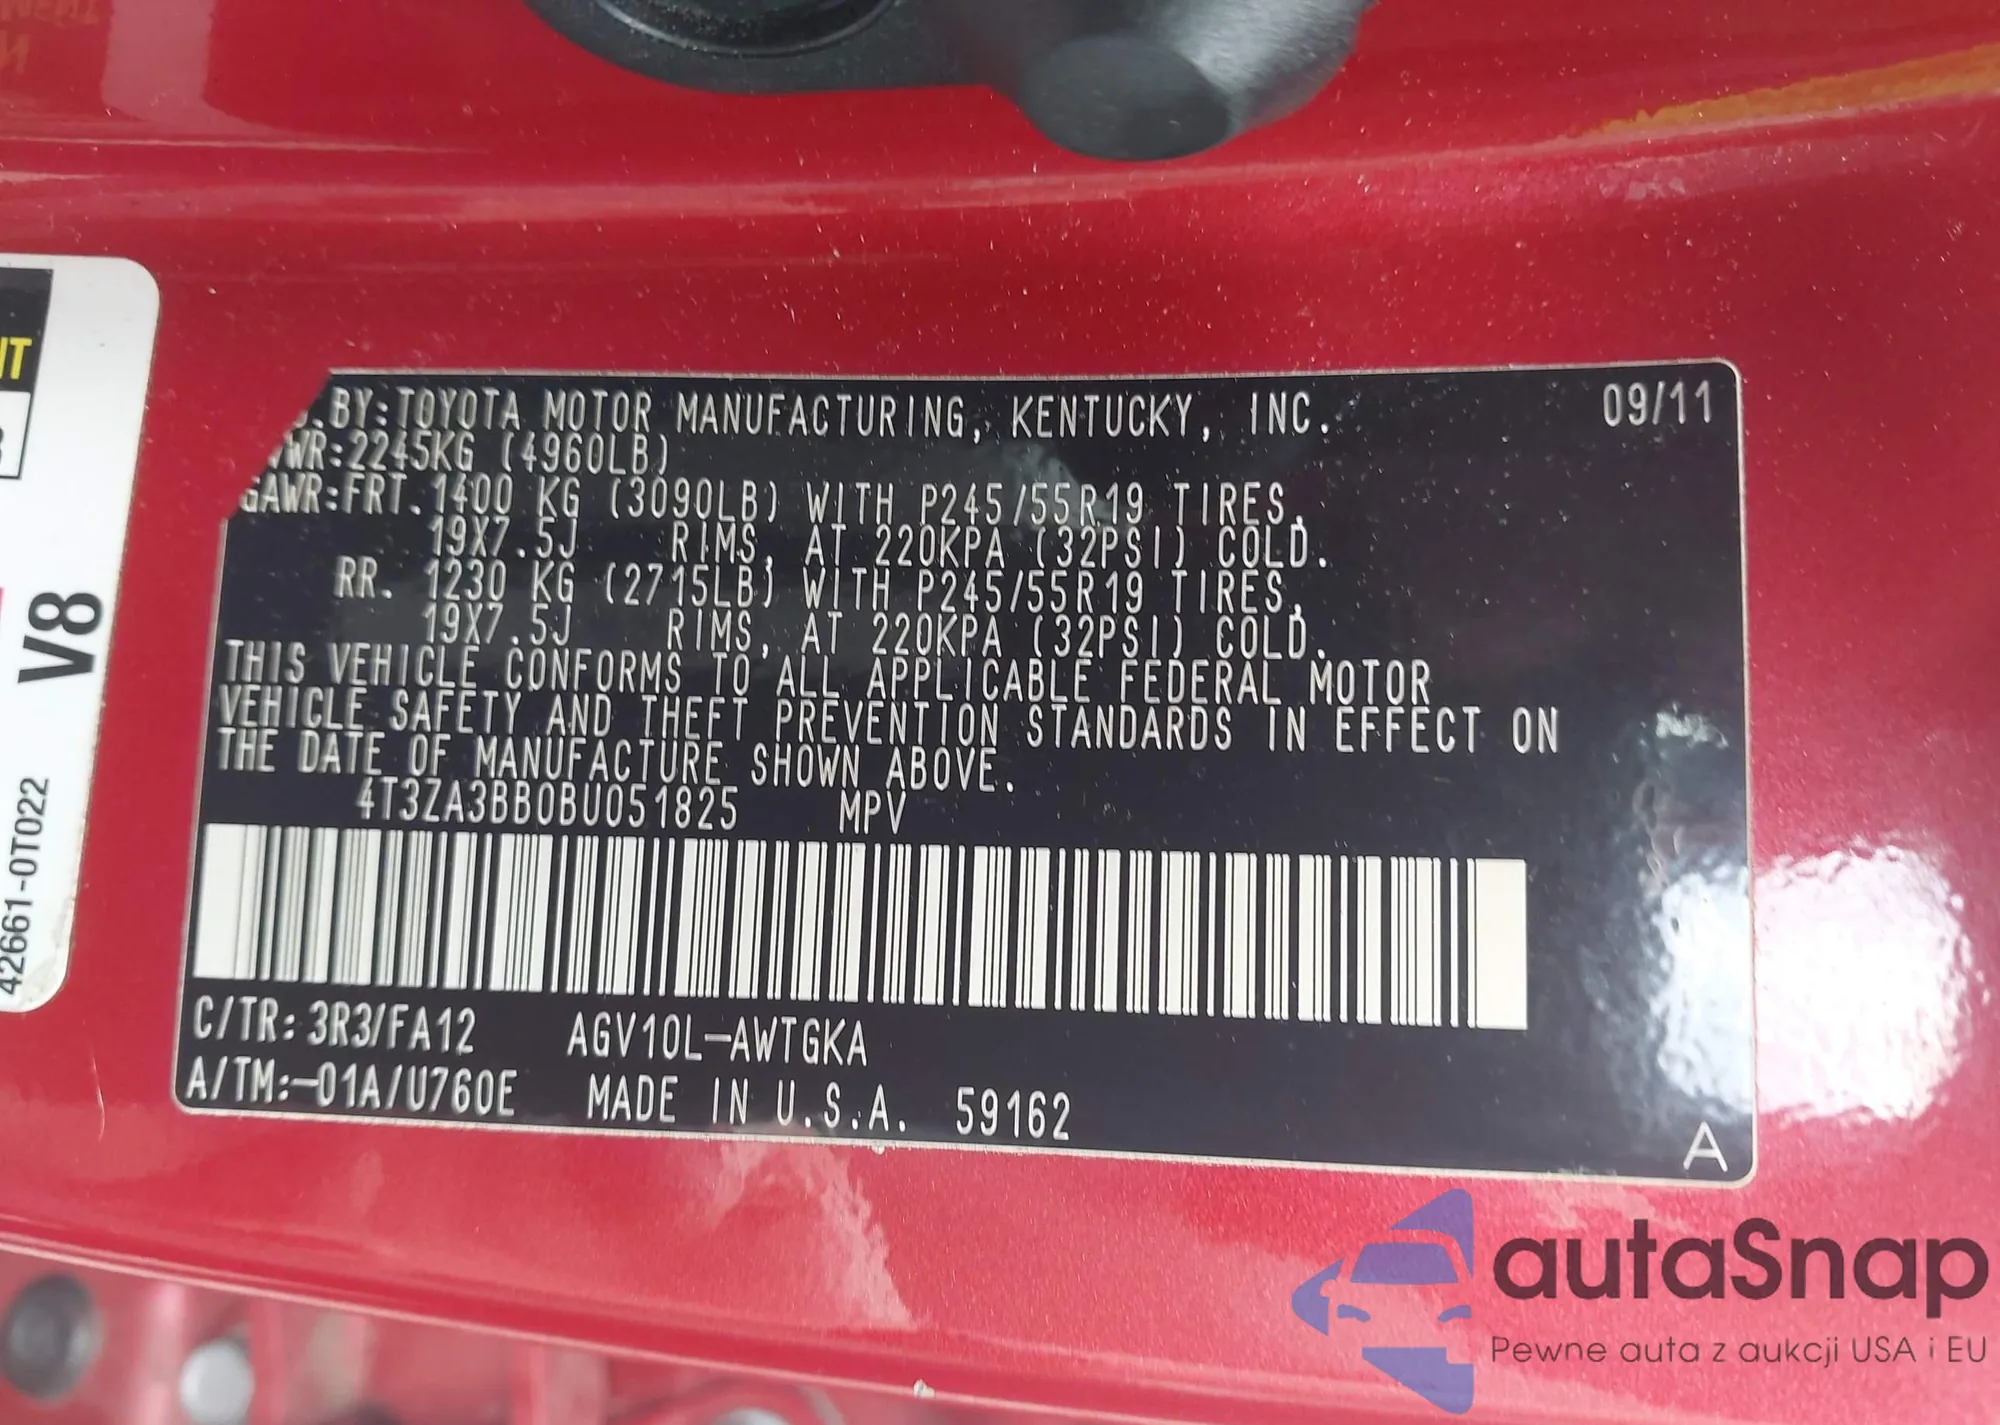 BY:TOYOTA MOTOR MANUFACTURING, KENTUCKY, INC. 09/11
WR:2245KG (4960LB)
GAWR:FRT. 1400 KG (3090LB) WITH P245/55R19 TIRES,
19X7.5J RIMS, AT 220KPA (32PSI) COLD.
RR. 1230 KG (2715LB) WITH P245/55R19 TIRES,
19X7.5J RIMS, AT 220KPA (32PSI) COLD.
THIS VEHICLE CONFORMS TO ALL APPLICABLE FEDERAL MOTOR
VEHICLE SAFETY AND THEFT PREVENTION STANDARDS IN EFFECT ON
THE DATE OF MANUFACTURE SHOWN ABOVE.
4T3ZA3BB0BU051825 MPV
C/TR: 3R3/FA12 AGV10L-AWTGKA
A/TM:-01A/U760E MADE IN U.S.A. 59162
A
V8
42661-0T022
autaSnap
Pewne auta z aukcji USA i EU